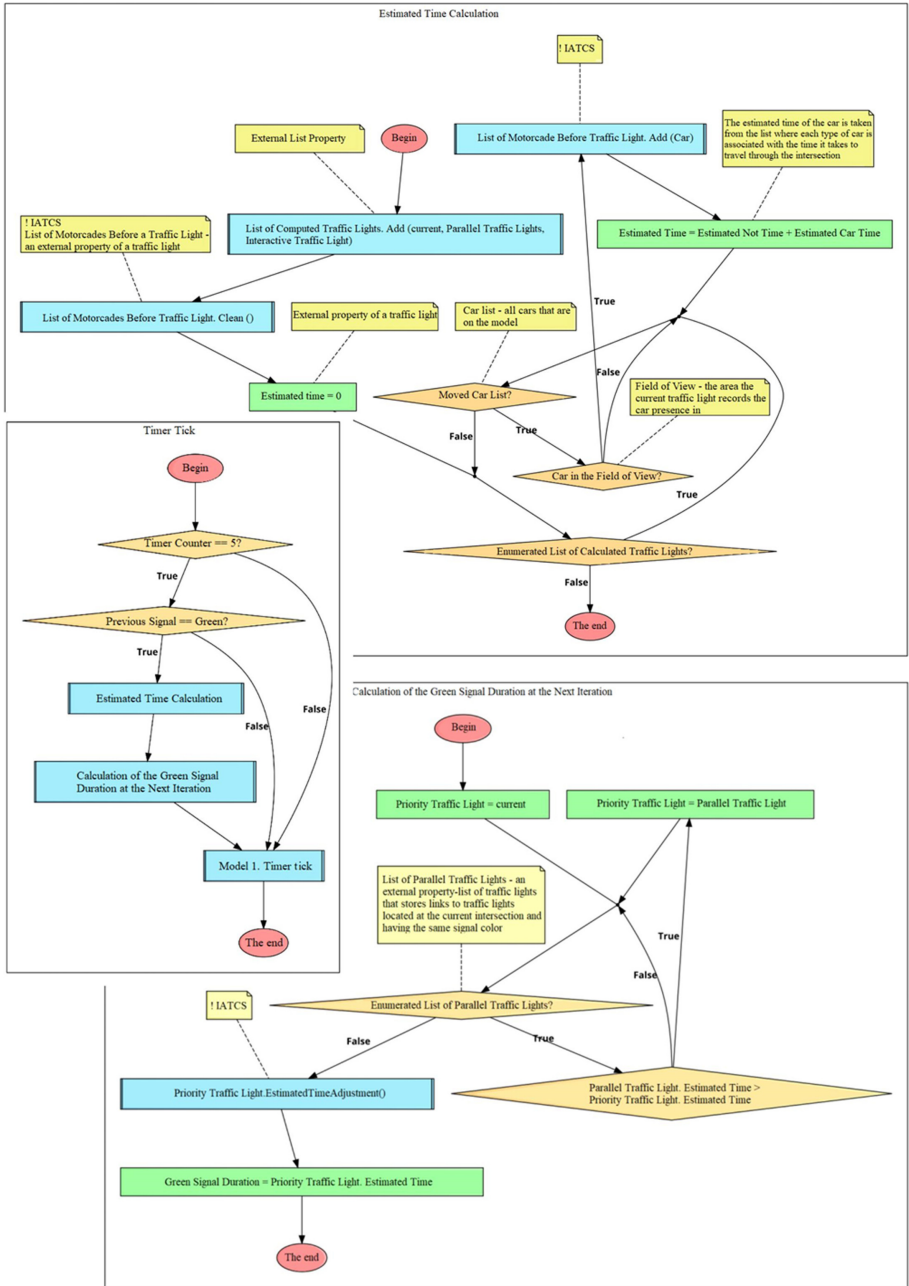 Estimated Time Calculation
! IATCS
External List Property
Begin
List of Motorcade Before Traffic Light. Add (Car)
The estimated time of the car is taken
from the list where each type of car is
associated with the time it takes to
travel through the intersection
! IATCS
List of Motorcades Before a Traffic Light -
an external property of a traffic light
List of Computed Traffic Lights. Add (current, Parallel Traffic Lights,
Interactive Traffic Light)
Estimated Time = Estimated Not Time + Estimated Car Time
List of Motorcades Before Traffic Light. Clean ()
External property of a traffic light
Car list - all cars that are
on the model
True
False
Estimated time = 0
Moved Car List?
Field of View - the area the
current traffic light records the
car presence in
False
True
Car in the Field of View?
True
Enumerated List of Calculated Traffic Lights?
False
The end
Timer Tick
Begin
Timer Counter == 5?
True
Previous Signal == Green?
True
Estimated Time Calculation
False
False
Calculation of the Green Signal
Duration at the Next Iteration
Model 1. Timer tick
The end
Calculation of the Green Signal Duration at the Next Iteration
Begin
Priority Traffic Light = current
Priority Traffic Light = Parallel Traffic Light
List of Parallel Traffic Lights - an
external property-list of traffic lights
that stores links to traffic lights
located at the current intersection and
having the same signal color
True
False
! IATCS
Enumerated List of Parallel Traffic Lights?
False
True
Priority Traffic Light.EstimatedTimeAdjustment()
Parallel Traffic Light. Estimated Time >
Priority Traffic Light. Estimated Time
Green Signal Duration = Priority Traffic Light. Estimated Time
The end